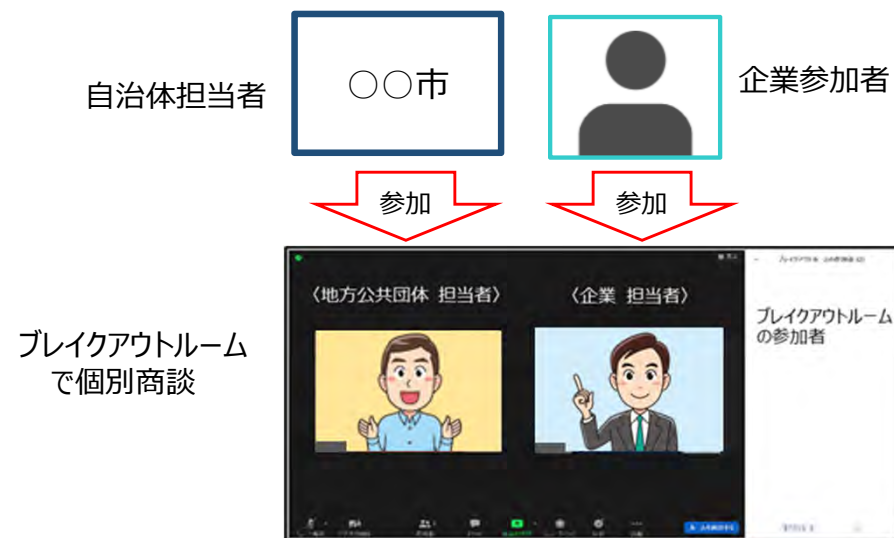 自治体担当者
○○市
企業参加者
参加
参加
〈地方公共団体 担当者〉
〈企業 担当者〉
ブレイクアウトルーム
の参加者
ブレイクアウトルーム
で個別商談